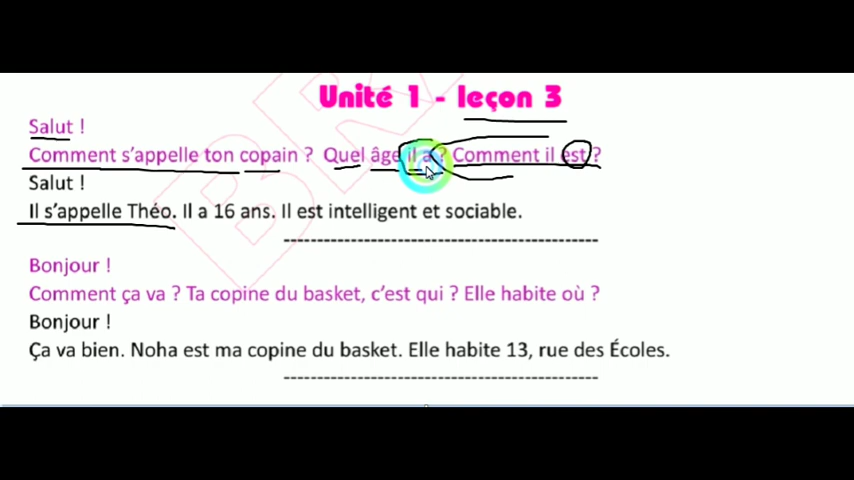 Unité 1 - leçon 3
Salut !
Comment s'appelle ton copain ? Quel âge il a ? Comment il est ?
Salut !
Il s'appelle Théo. Il a 16 ans. Il est intelligent et sociable.
Bonjour !
Comment ça va ? Ta copine du basket, c'est qui ? Elle habite où ?
Bonjour !
Ça va bien. Noha est ma copine du basket. Elle habite 13, rue des Écoles.